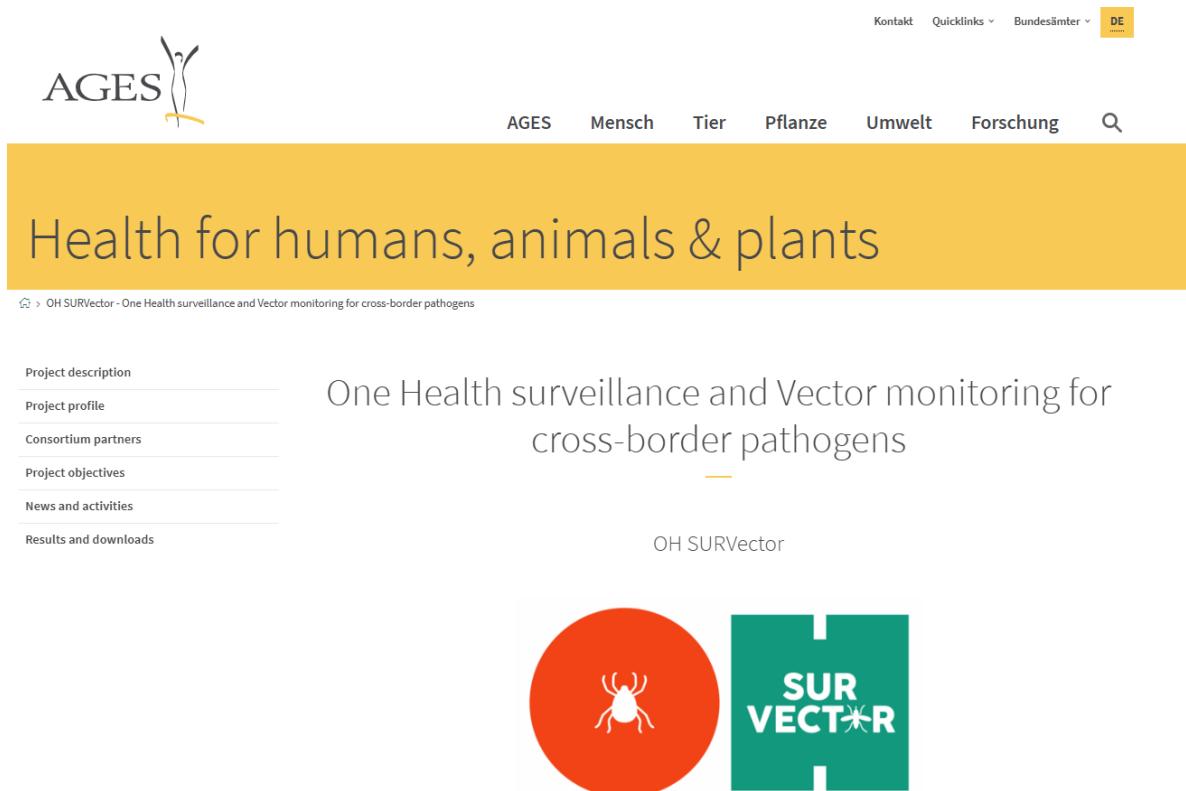 Kontakt Quicklinks Bundesämter DE
AGES
AGES Mensch Tier Pflanze Umwelt Forschung
Health for humans, animals & plants
> OH SURVector - One Health surveillance and Vector monitoring for cross-border pathogens
Project description
Project profile
Consortium partners
Project objectives
News and activities
Results and downloads
One Health surveillance and Vector monitoring for
cross-border pathogens
OH SURVector
SUR
VECTOR